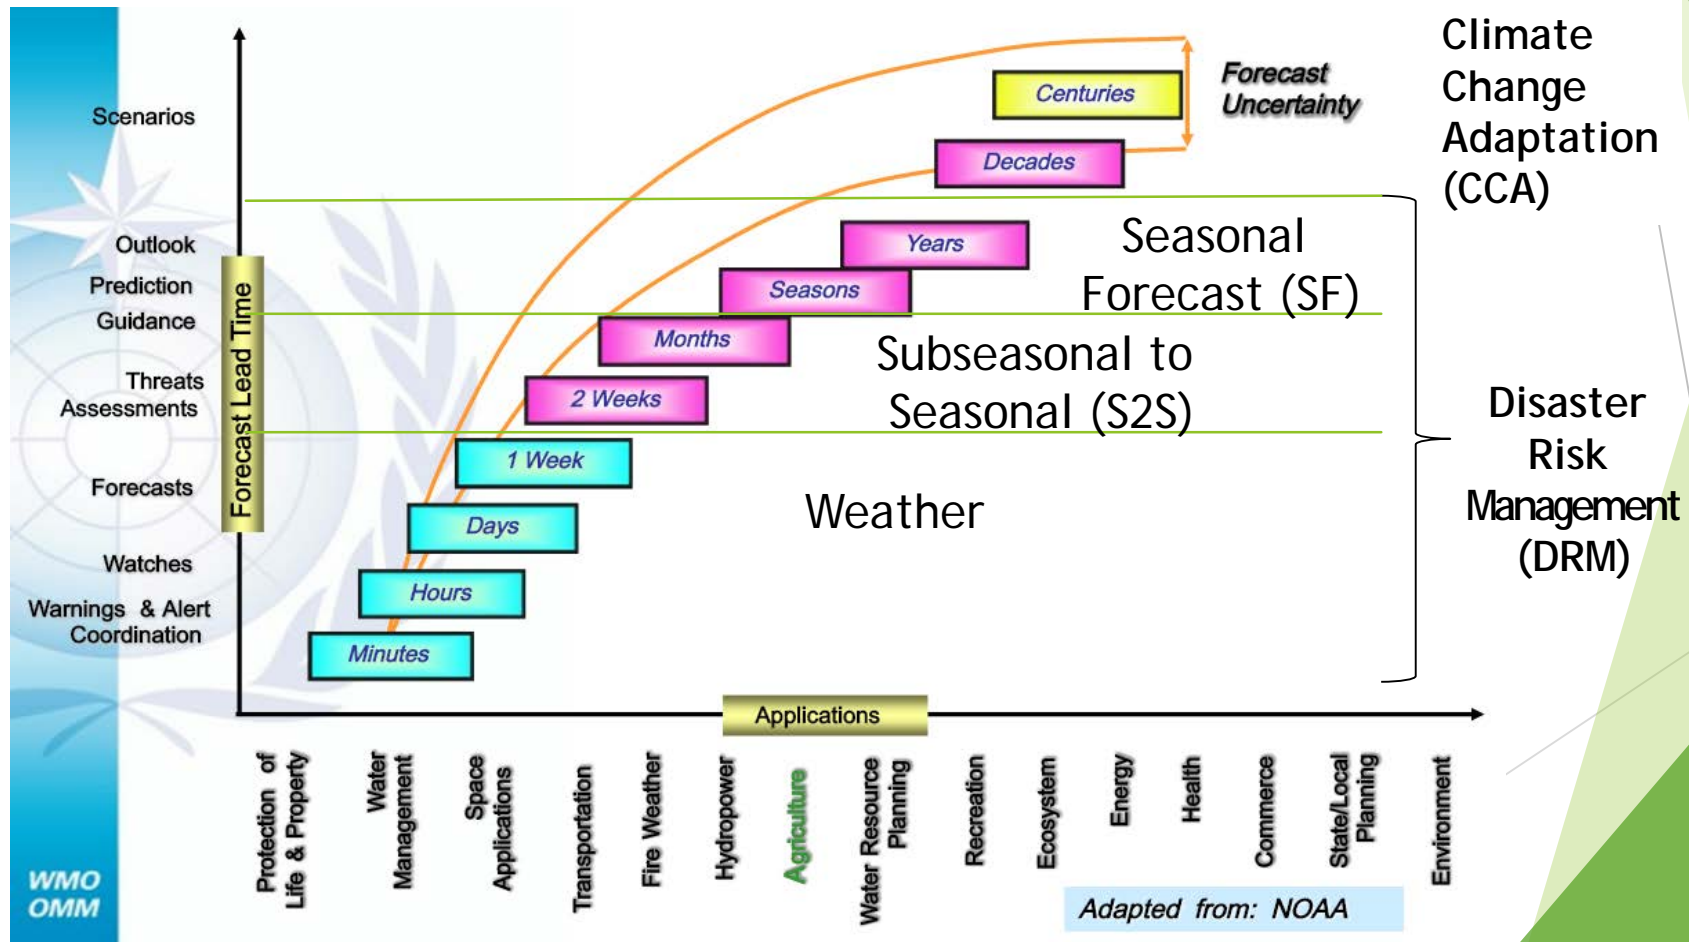 Climate
Change
Adaptation
(CCA)
Forecast
Uncertainty
Centuries
Scenarios
Decades
Outlook
Years
Seasonal
Forecast (SF)
Prediction
Seasons
Guidance
Months
Subseasonal to
Seasonal (S2S)
Threats
Assessments
2 Weeks
Disaster
Risk
Management
(DRM)
Forecast Lead Time
1 Week
Forecasts
Weather
Days
Watches
Hours
Warnings & Alert
Coordination
Minutes
Applications
Protection of
Life & Property
Water
Management
Space
Applications
Transportation
Fire Weather
Hydropower
Agriculture
Water Resource
Planning
Recreation
Ecosystem
Energy
Health
Commerce
State/Local
Planning
Environment
WMO
OMM
Adapted from: NOAA